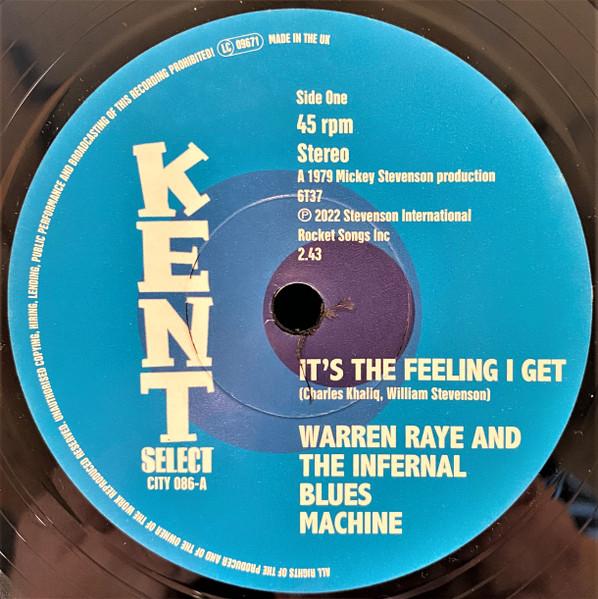 ALL RIGHTS OF THE PRODUCER AND OF THE OWNER OF THE WORK REPRODUCED RESERVED, UNAUTHORISED COPYING, HIRING, LENDING, PUBLIC PERFORMANCE AND BROADCASTING OF THIS RECORDING PROHIBITED! LC 09671 MADE IN THE UK
KENT
SELECT
CITY 086-A
Side One
45 rpm
Stereo
A 1979 Mickey Stevenson production
6T37
℗ 2022 Stevenson International
Rocket Songs Inc
2.43
IT'S THE FEELING I GET
(Charles Khaliq, William Stevenson)
WARREN RAYE AND
THE INFERNAL
BLUES
MACHINE